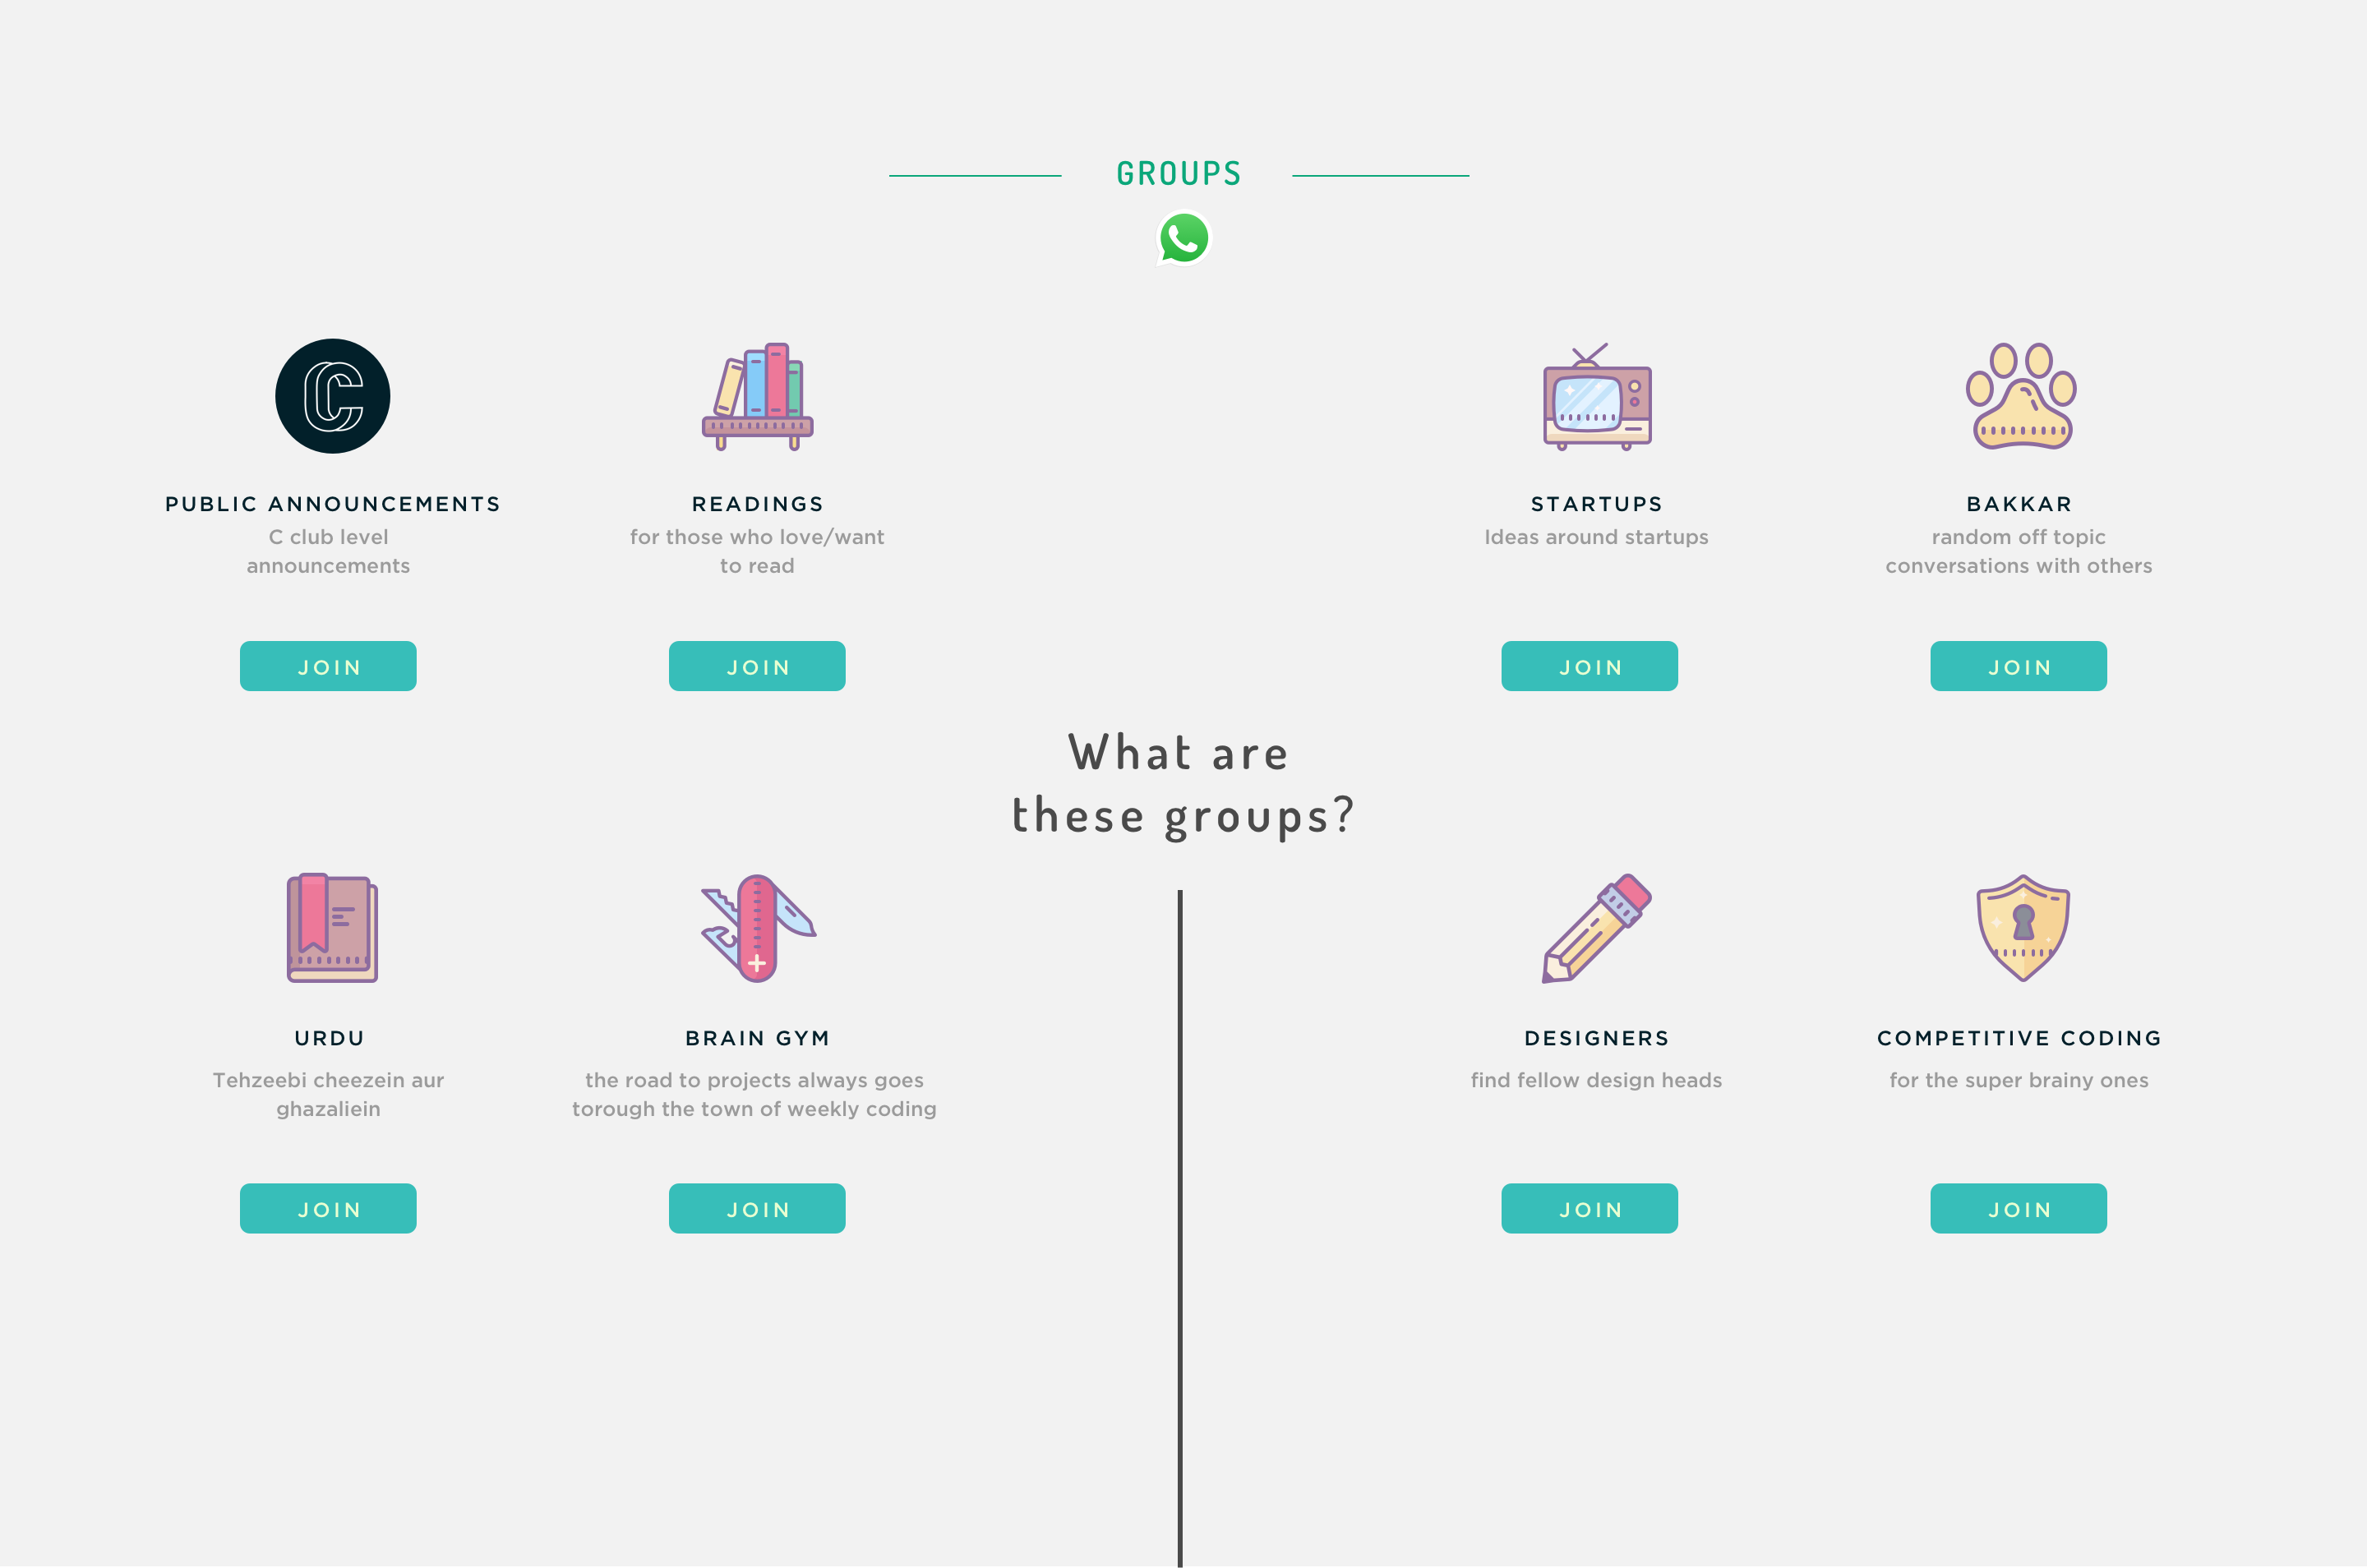 GROUPS
C
PUBLIC ANNOUNCEMENTS
C club level
announcements
JOIN
READINGS
for those who love/want
to read
JOIN
STARTUPS
Ideas around startups
JOIN
BAKKAR
random off topic
conversations with others
JOIN
What are
these groups?
URDU
Tehzeebi cheezein aur
ghazaliein
JOIN
BRAIN GYM
the road to projects always goes
torough the town of weekly coding
JOIN
DESIGNERS
find fellow design heads
JOIN
COMPETITIVE CODING
for the super brainy ones
JOIN